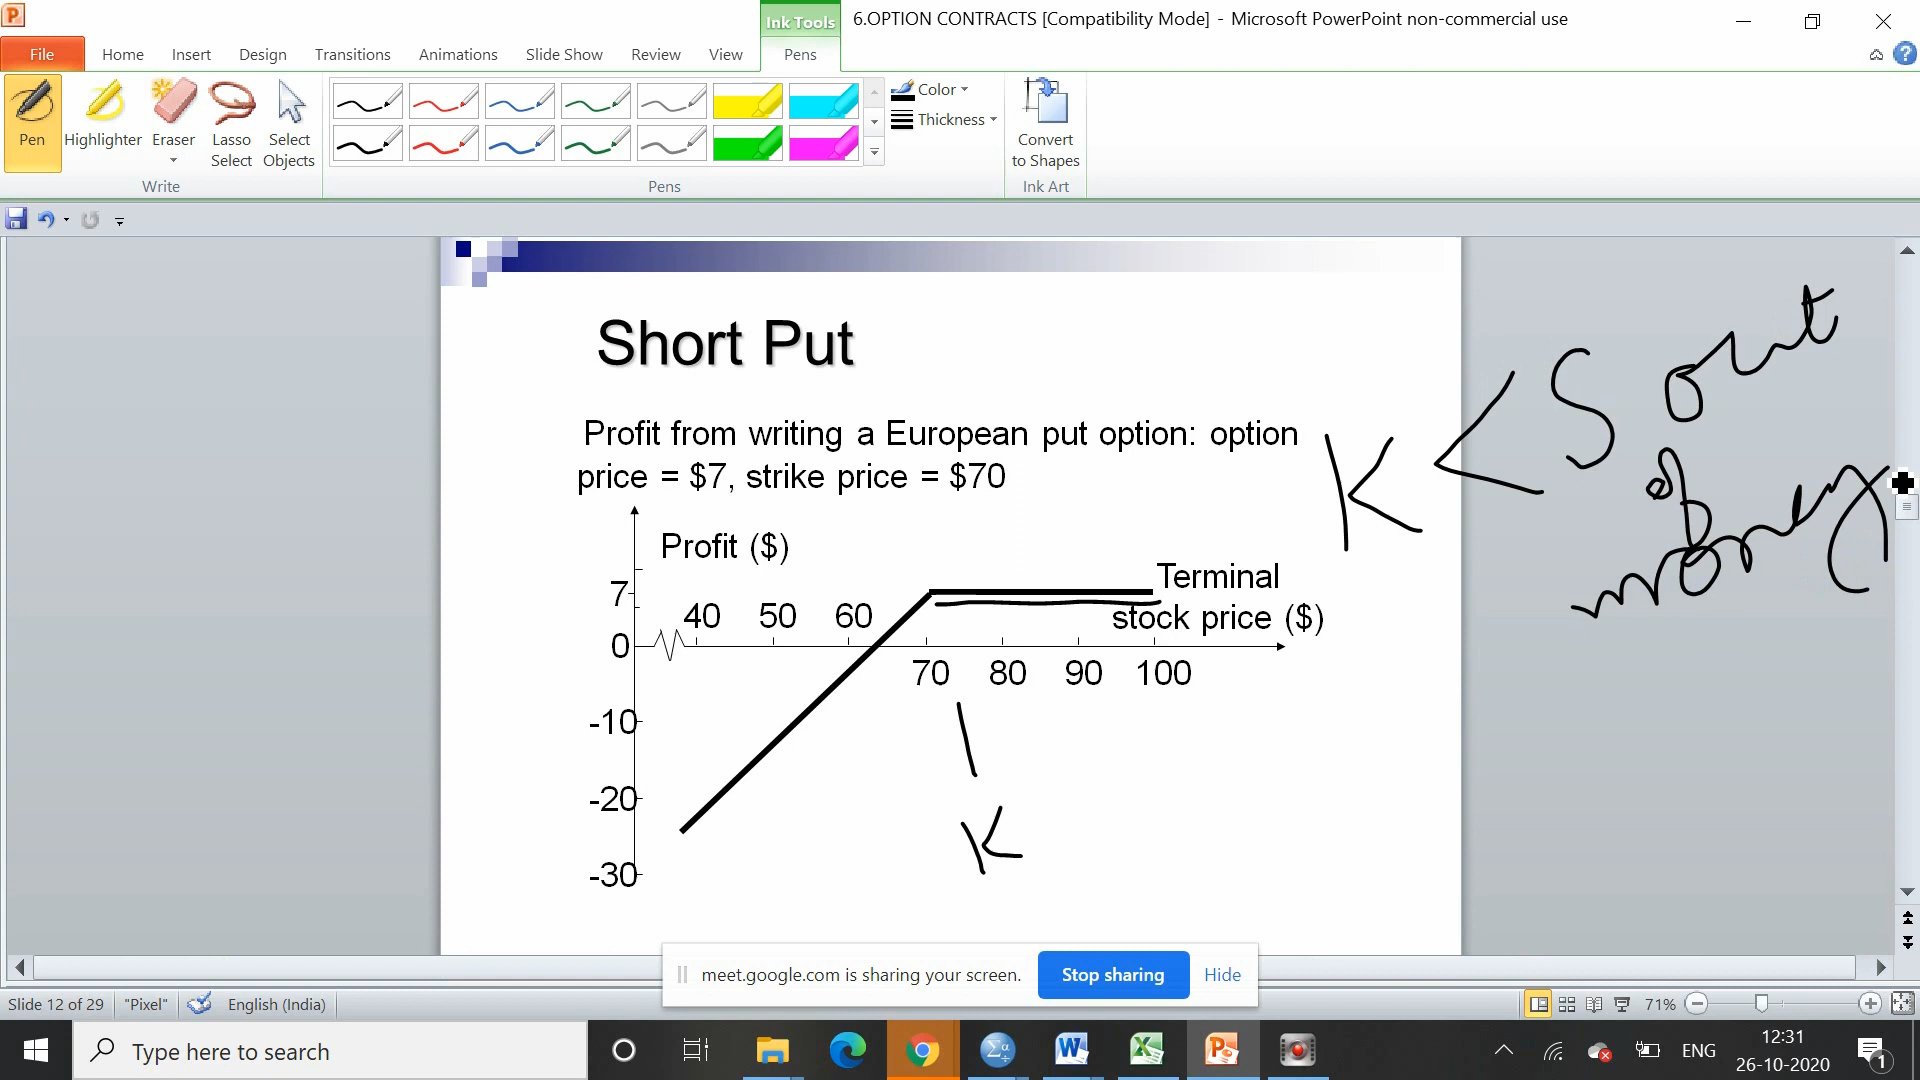 Ink Tools
6.OPTION CONTRACTS [Compatibility Mode] - Microsoft PowerPoint non-commercial use
File Home Insert Design Transitions Animations Slide Show Review View Pens
Pen Highlighter Eraser Lasso Select Select Objects
Color
Thickness
Convert to Shapes
Write Pens Ink Art
Short Put
Profit from writing a European put option: option
price = $7, strike price = $70
K < S out
of
money
Profit ($)
Terminal
stock price ($)
7
40 50 60
0
70 80 90 100
-10
-20
K
-30
meet.google.com is sharing your screen. Stop sharing Hide
Slide 12 of 29 "Pixel" English (India) 71%
Type here to search
ENG
12:31
26-10-2020
1